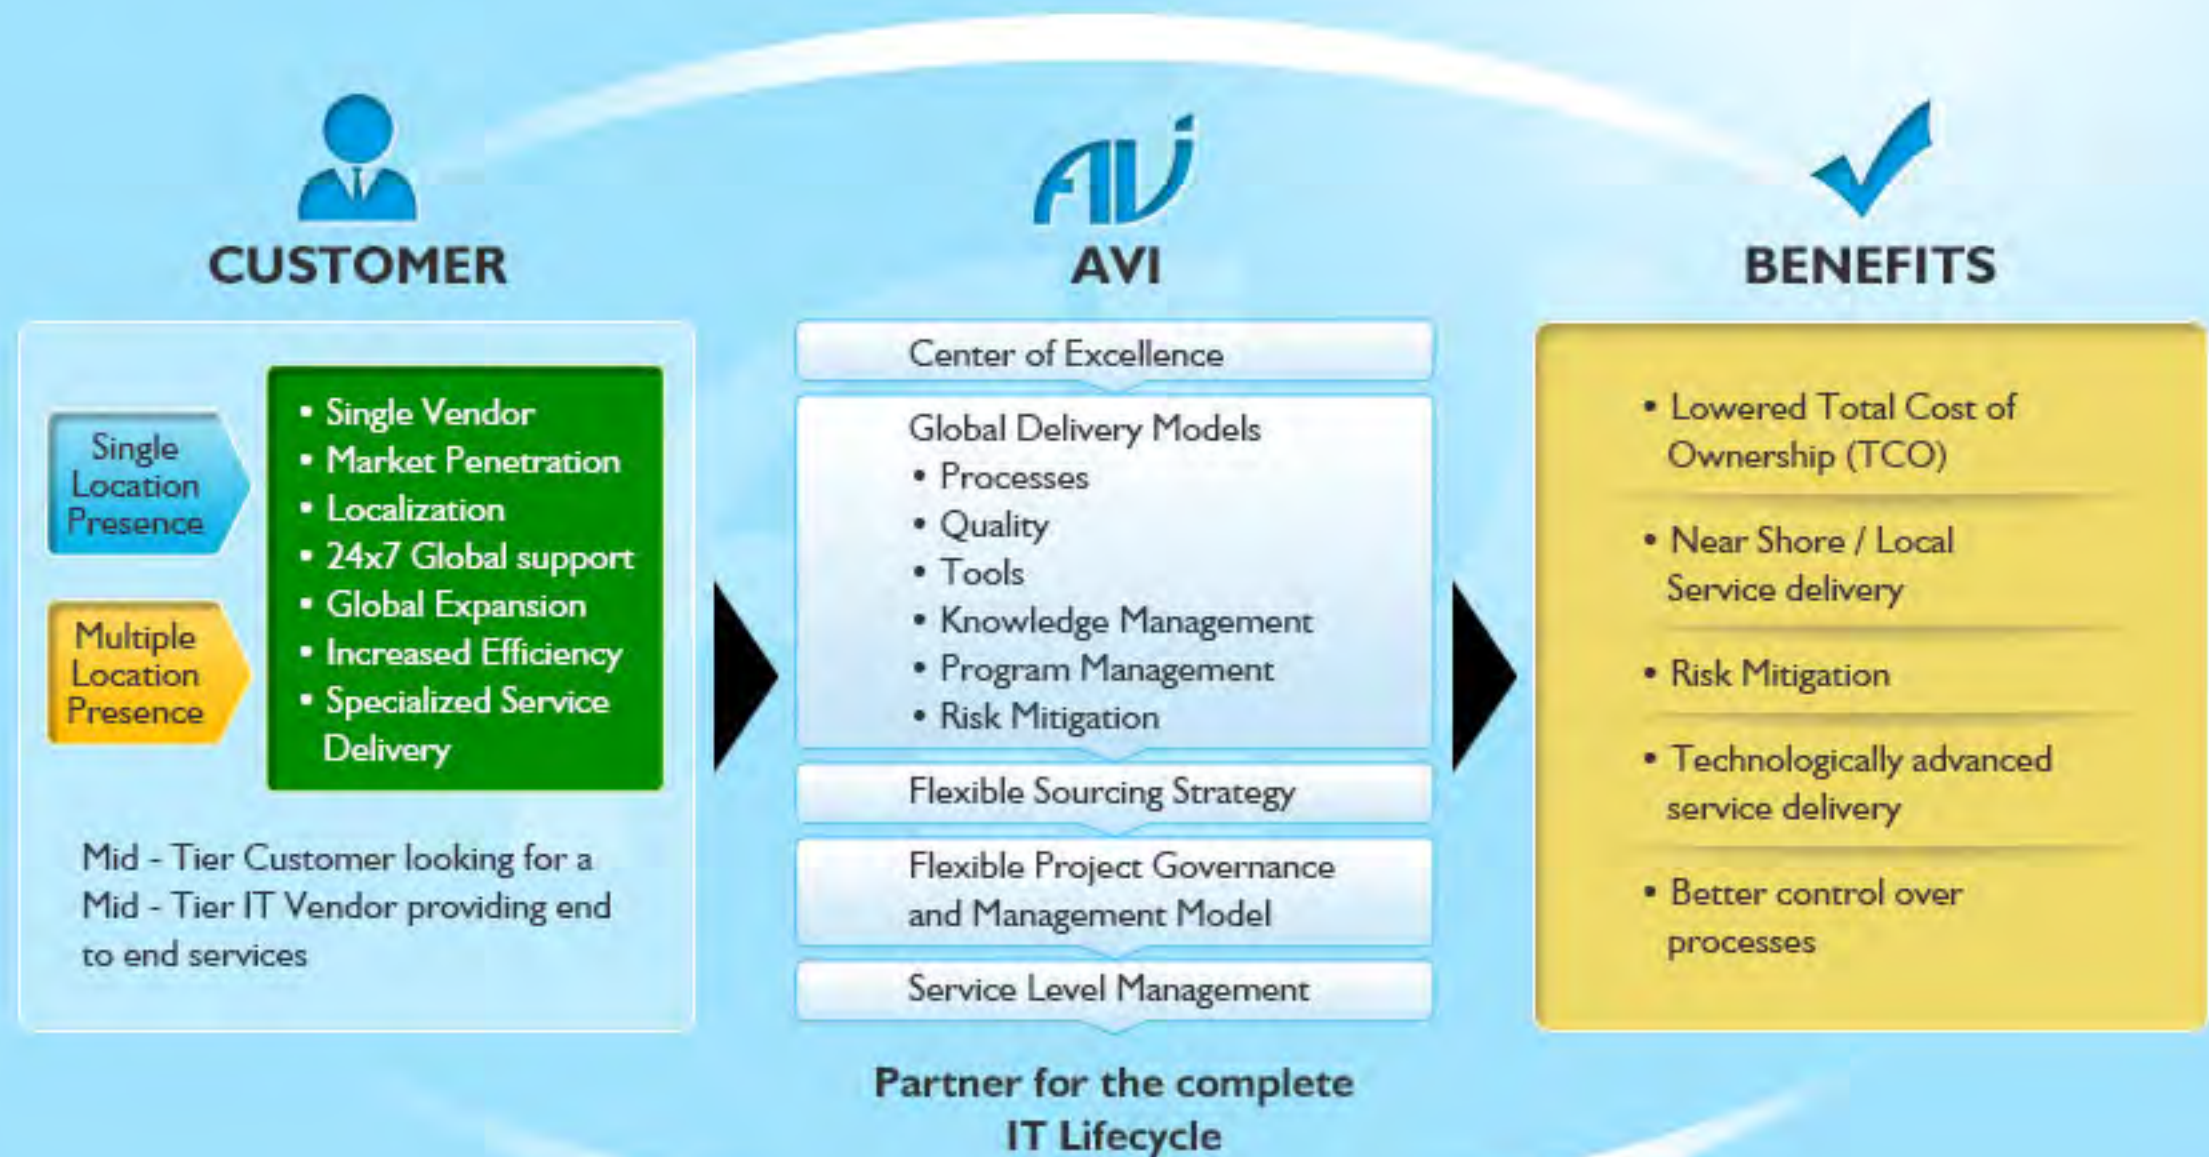 AVi
CUSTOMER
Single
Location
Presence
Multiple
Location
Presence
• Single Vendor
• Market Penetration
• Localization
• 24x7 Global support
• Global Expansion
• Increased Efficiency
• Specialized Service
Delivery
Mid - Tier Customer looking for a
Mid - Tier IT Vendor providing end
to end services
AVI
Center of Excellence
Global Delivery Models
• Processes
• Quality
• Tools
• Knowledge Management
• Program Management
• Risk Mitigation
Flexible Sourcing Strategy
Flexible Project Governance
and Management Model
Service Level Management
Partner for the complete
IT Lifecycle
BENEFITS
• Lowered Total Cost of
Ownership (TCO)
• Near Shore / Local
Service delivery
• Risk Mitigation
• Technologically advanced
service delivery
• Better control over
processes